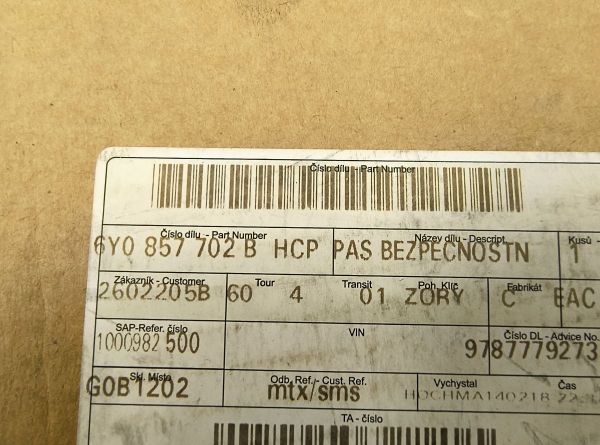 Číslo dílu - Part Number
Číslo dílu - Part Number Název dílu - Descript. Kusů -
6Y0 857 702 B HCP PAS BEZPECNOSTN 1
Zákazník - Customer Tour Transit Poh. Klíč Fabrikát
2602205B 60 4 01 ZORY C EAC
SAP-Refer. číslo VIN Číslo DL - Advice No.
1000982 500 9787779273
Skl. Místo Odb. Ref./- Cust. Ref. Vychystal Čas
GOB1202 mtx/sms HOCHMA140218
TA - číslo